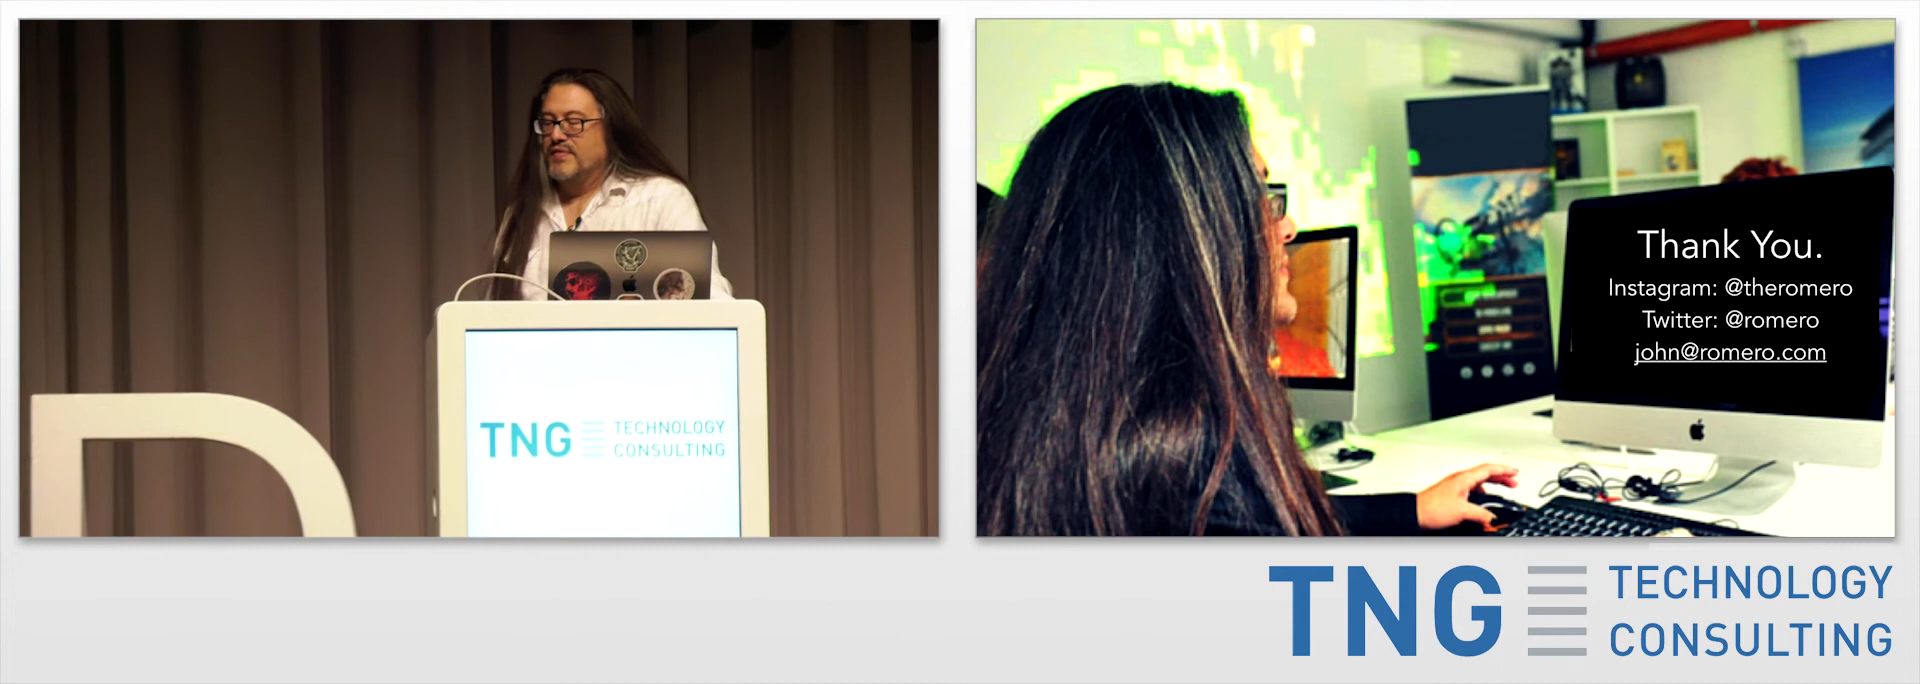 TNG TECHNOLOGY
CONSULTING
Thank You.
Instagram: @theromero
Twitter: @romero
john@romero.com
TNG TECHNOLOGY
CONSULTING